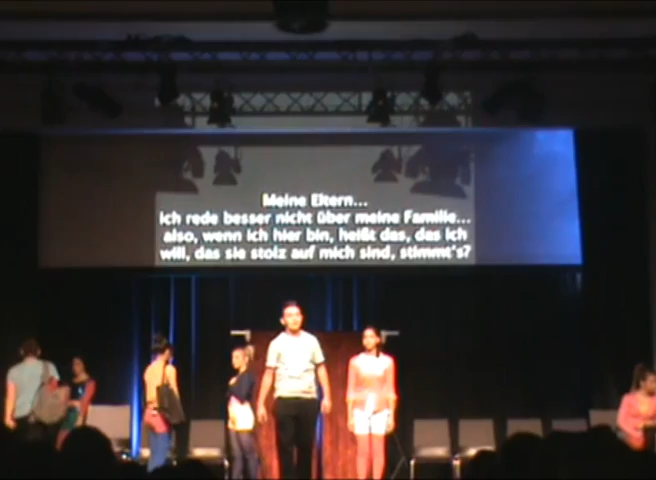 Meine Eltern...
ich rede besser nicht über meine Familie...
also, wenn ich hier bin, heißt das, das ich
will, das sie stolz auf mich sind, stimmt's?